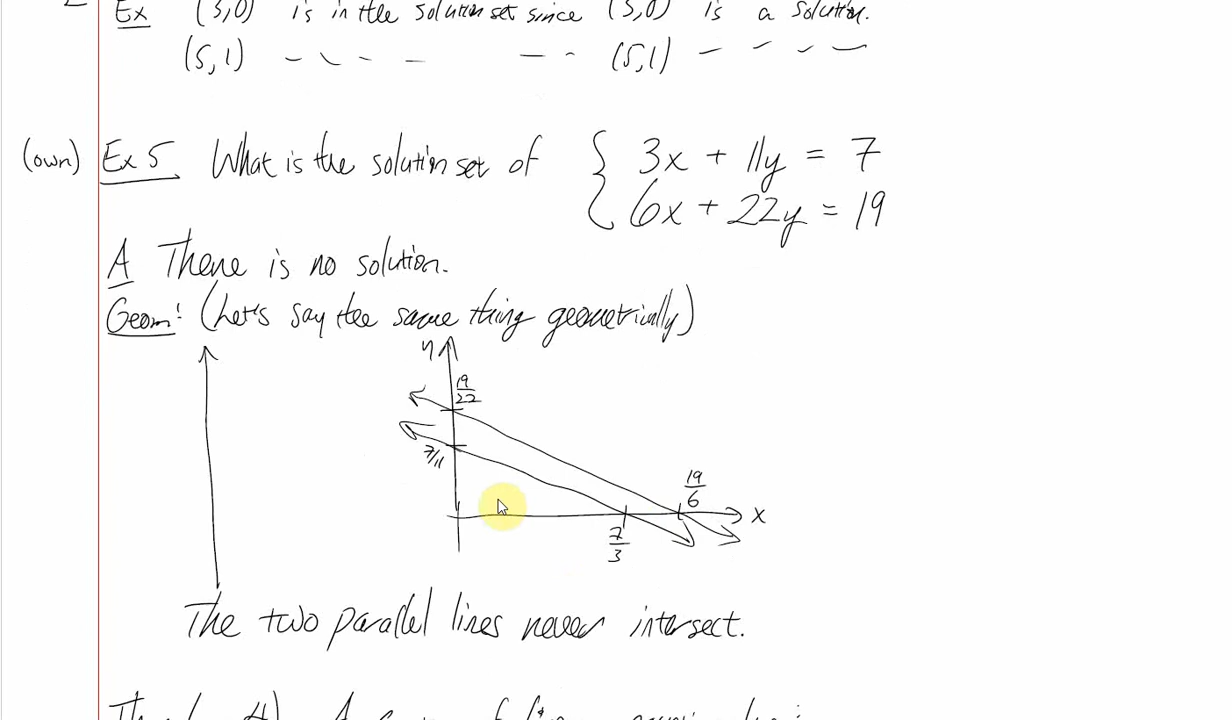 Ex (5,0) is in the solution set since (5,0) is a solution.
(5,1) (5,1)
(own) Ex 5 What is the solution set of { 3x + 11y = 7
6x + 22y = 19
A There is no solution.
Geom: (Let's say the same thing geometrically)
y
19/22
7/11
19/6
x
7/3
The two parallel lines never intersect.